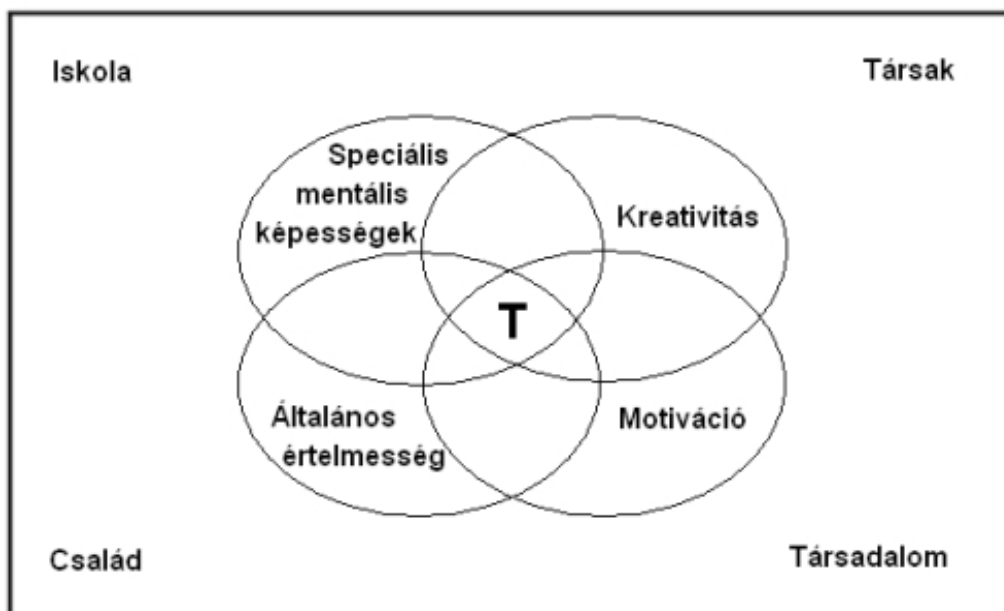 Iskola
Társak
Speciális
mentális
képességek
Kreativitás
T
Általános
értelmesség
Motiváció
Család
Társadalom